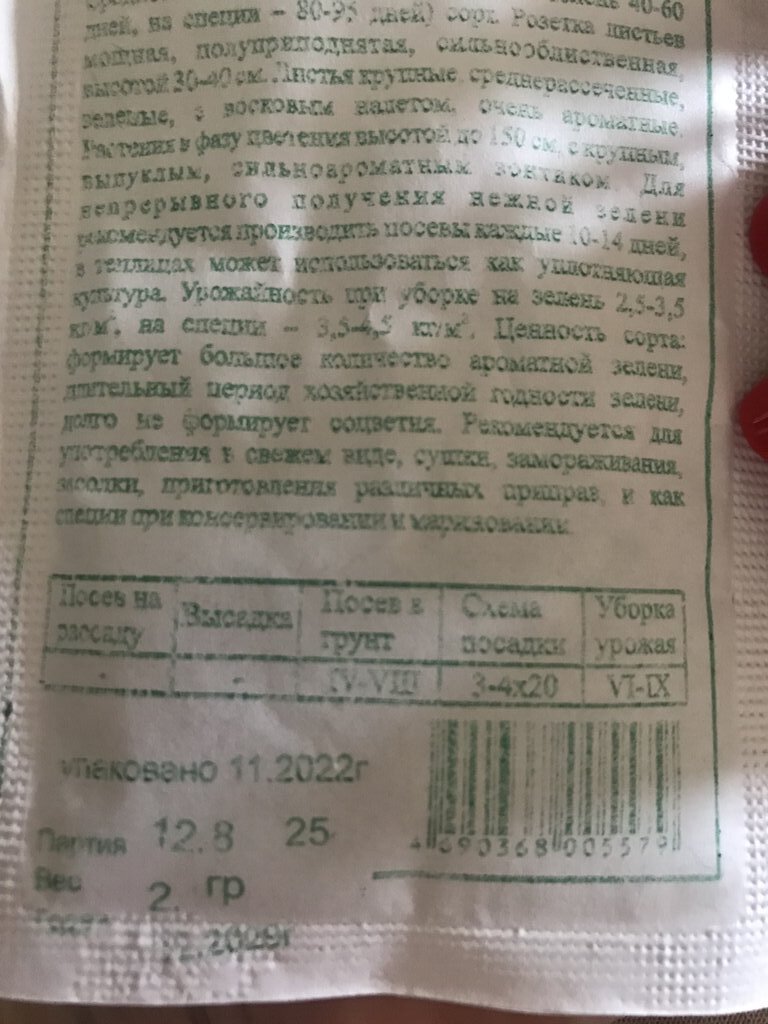 40-60
дней, на специи – 80-95 дней) сорт. Розетка листьев
мощная, полуприподнятая, сильнооблиственная,
высотой 30-40 см. Листья крупные, среднерассеченные,
зеленые, с восковым налетом, очень ароматные.
Растения в фазу цветения высотой до 150 см, с крупным,
выпуклым, сильноароматным зонтиком. Для
непрерывного получения нежной зелени
рекомендуется производить посевы каждые 10-14 дней,
в теплицах может использоваться как уплотняющая
культура. Урожайность при уборке на зелень 2,5-3,5
кг/м², на специи – 3,5-4,5 кг/м². Ценность сорта:
формирует большое количество ароматной зелени,
длительный период хозяйственной годности зелени,
долго не формирует соцветия. Рекомендуется для
употребления в свежем виде, сушки, замораживания,
засолки, приготовления различных приправ, и как
специи при консервировании и мариновании.
Посев на рассаду Высадка Посев в грунт Схема посадки Уборка урожая
- - IV-VIII 3-4х20 VI-IX
упаковано 11.2022г
Партия 12.8 25
4 690368 005579
Вес 2. гр